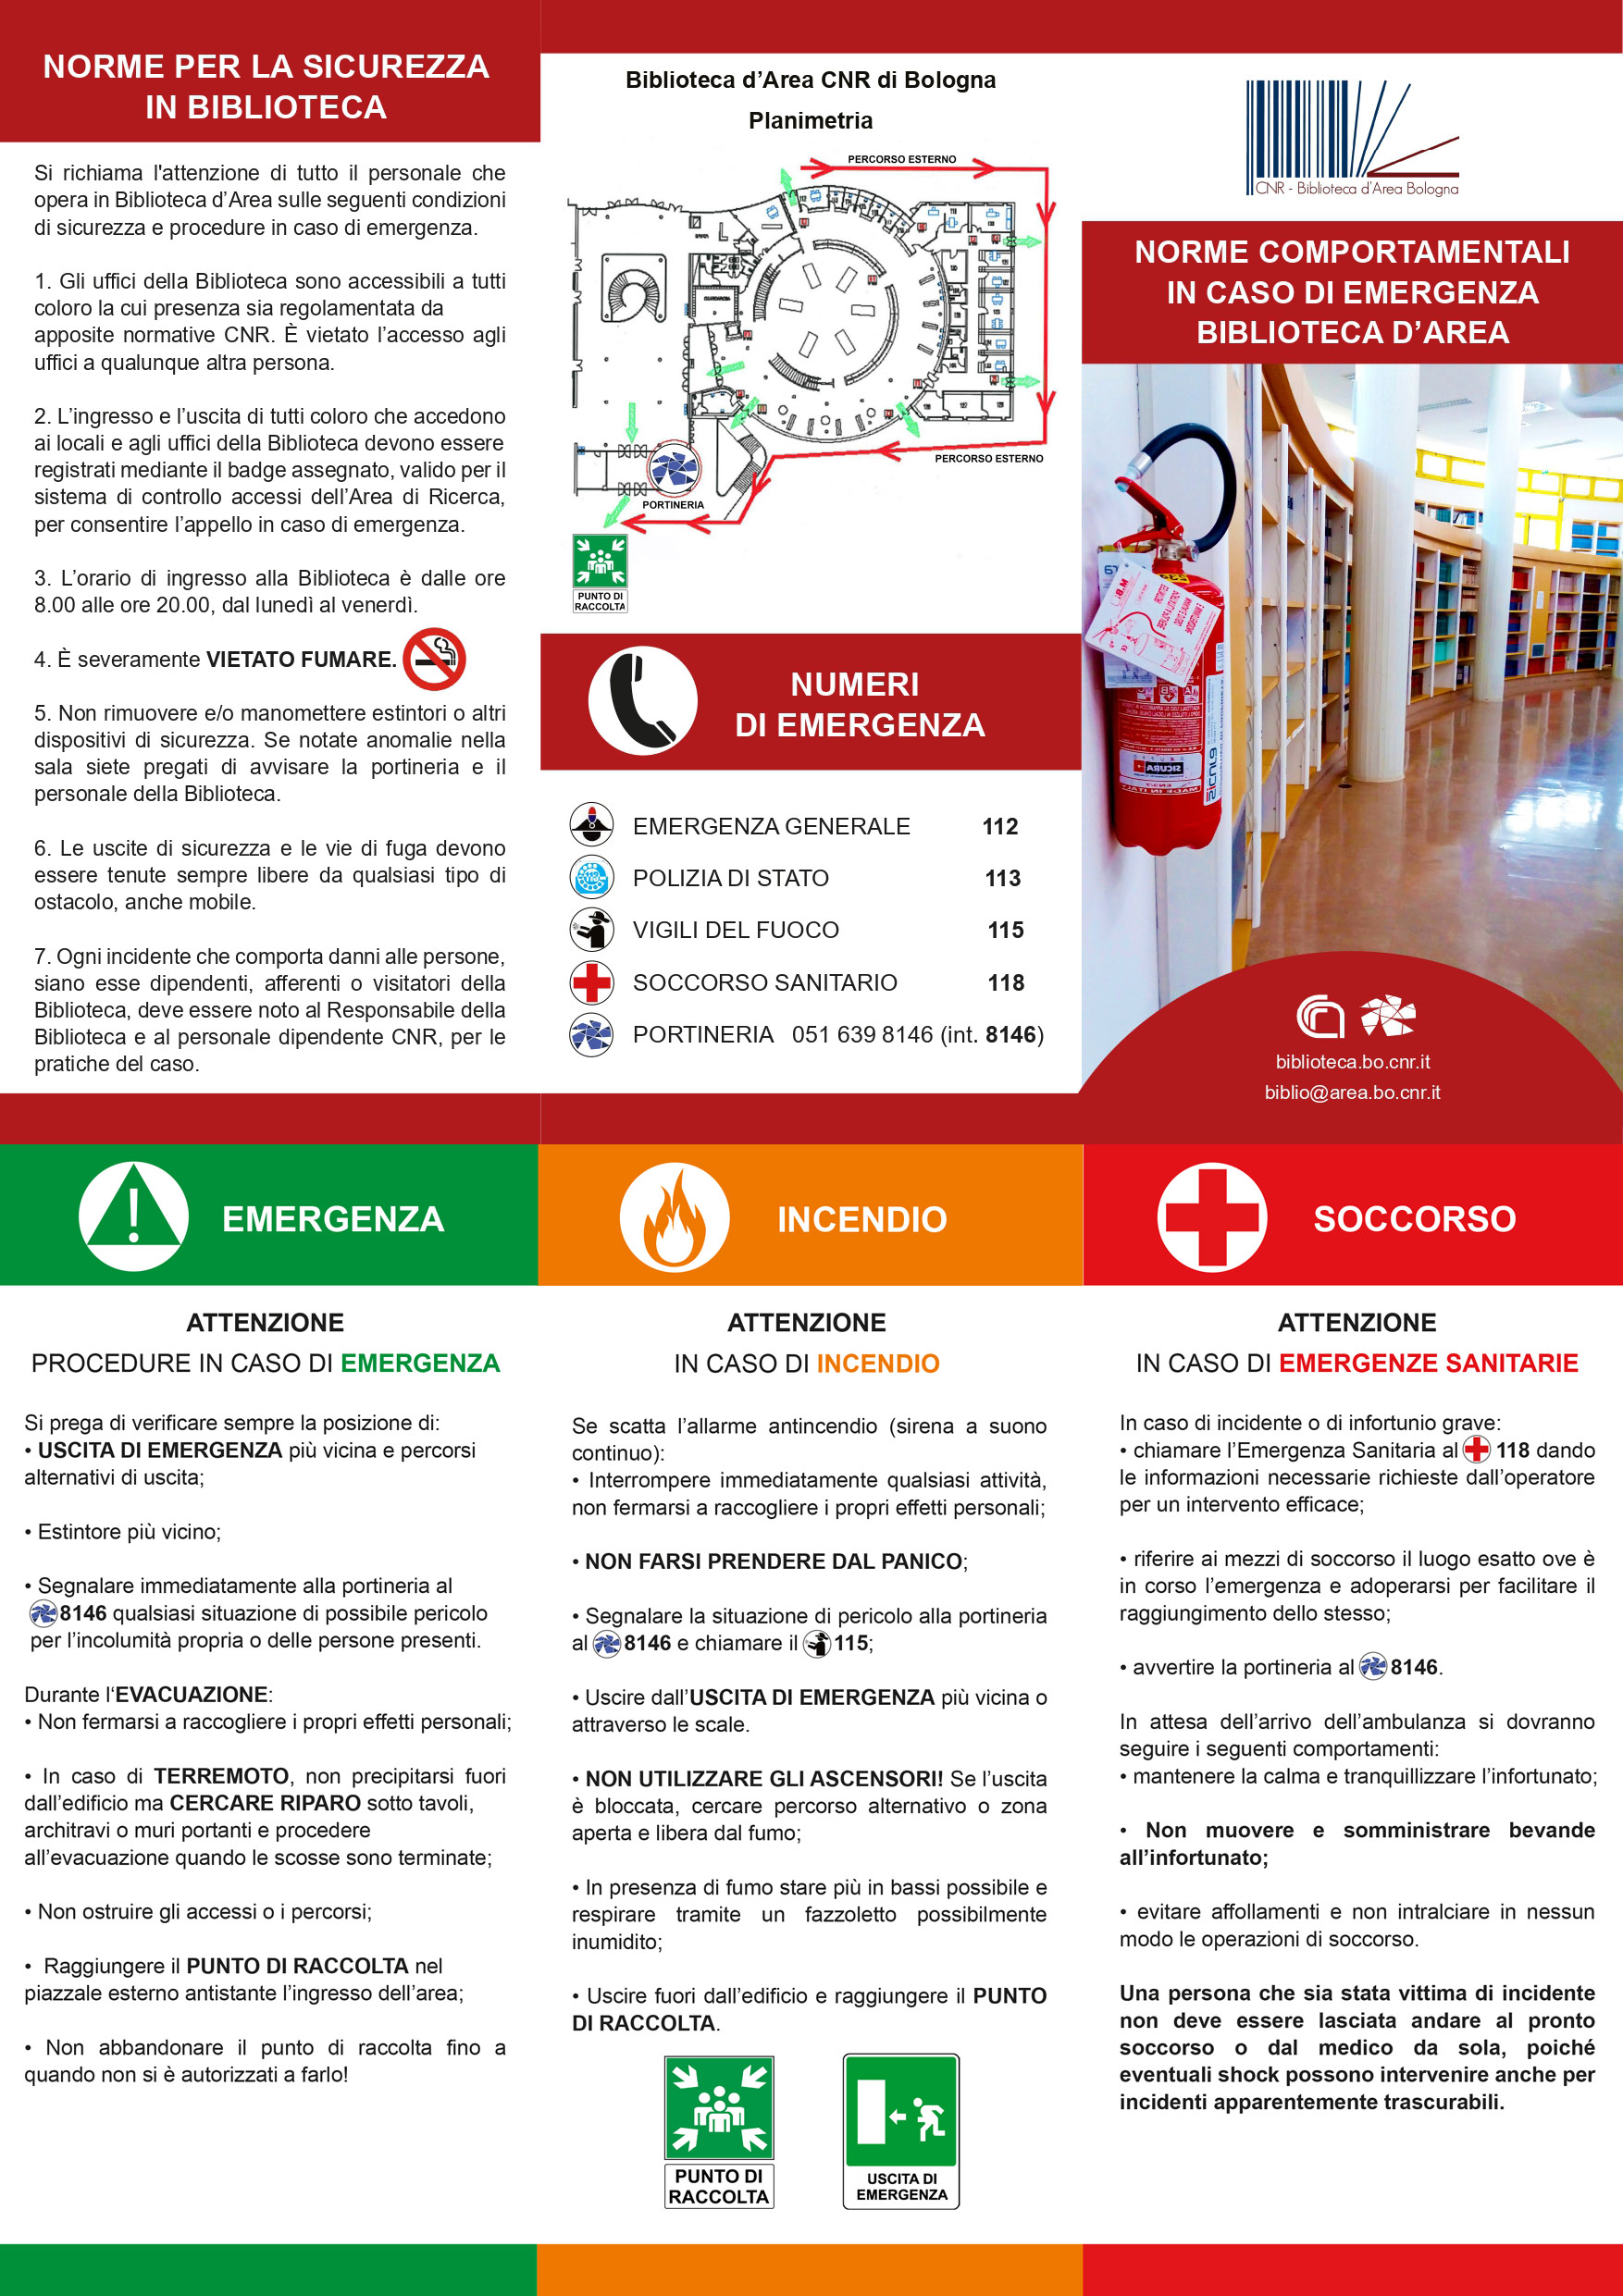 NORME PER LA SICUREZZA
IN BIBLIOTECA
Si richiama l'attenzione di tutto il personale che
opera in Biblioteca d’Area sulle seguenti condizioni
di sicurezza e procedure in caso di emergenza.
1. Gli uffici della Biblioteca sono accessibili a tutti
coloro la cui presenza sia regolamentata da
apposite normative CNR. È vietato l’accesso agli
uffici a qualunque altra persona.
2. L’ingresso e l’uscita di tutti coloro che accedono
ai locali e agli uffici della Biblioteca devono essere
registrati mediante il badge assegnato, valido per il
sistema di controllo accessi dell’Area di Ricerca,
per consentire l’appello in caso di emergenza.
3. L’orario di ingresso alla Biblioteca è dalle ore
8.00 alle ore 20.00, dal lunedì al venerdì.
4. È severamente VIETATO FUMARE.
5. Non rimuovere e/o manomettere estintori o altri
dispositivi di sicurezza. Se notate anomalie nella
sala siete pregati di avvisare la portineria e il
personale della Biblioteca.
6. Le uscite di sicurezza e le vie di fuga devono
essere tenute sempre libere da qualsiasi tipo di
ostacolo, anche mobile.
7. Ogni incidente che comporta danni alle persone,
siano esse dipendenti, afferenti o visitatori della
Biblioteca, deve essere noto al Responsabile della
Biblioteca e al personale dipendente CNR, per le
pratiche del caso.
Biblioteca d’Area CNR di Bologna
Planimetria
PERCORSO ESTERNO
PERCORSO ESTERNO
PORTINERIA
PUNTO DI
RACCOLTA
NUMERI
DI EMERGENZA
EMERGENZA GENERALE 112
POLIZIA DI STATO 113
VIGILI DEL FUOCO 115
SOCCORSO SANITARIO 118
PORTINERIA 051 639 8146 (int. 8146)
CNR - Biblioteca d'Area Bologna
NORME COMPORTAMENTALI
IN CASO DI EMERGENZA
BIBLIOTECA D’AREA
biblioteca.bo.cnr.it
biblio@area.bo.cnr.it
EMERGENZA
ATTENZIONE
PROCEDURE IN CASO DI EMERGENZA
Si prega di verificare sempre la posizione di:
• USCITA DI EMERGENZA più vicina e percorsi
alternativi di uscita;
• Estintore più vicino;
• Segnalare immediatamente alla portineria al
8146 qualsiasi situazione di possibile pericolo
per l’incolumità propria o delle persone presenti.
Durante l‘EVACUAZIONE:
• Non fermarsi a raccogliere i propri effetti personali;
• In caso di TERREMOTO, non precipitarsi fuori
dall’edificio ma CERCARE RIPARO sotto tavoli,
architravi o muri portanti e procedere
all’evacuazione quando le scosse sono terminate;
• Non ostruire gli accessi o i percorsi;
• Raggiungere il PUNTO DI RACCOLTA nel
piazzale esterno antistante l’ingresso dell’area;
• Non abbandonare il punto di raccolta fino a
quando non si è autorizzati a farlo!
INCENDIO
ATTENZIONE
IN CASO DI INCENDIO
Se scatta l’allarme antincendio (sirena a suono
continuo):
• Interrompere immediatamente qualsiasi attività,
non fermarsi a raccogliere i propri effetti personali;
• NON FARSI PRENDERE DAL PANICO;
• Segnalare la situazione di pericolo alla portineria
al 8146 e chiamare il 115;
• Uscire dall’USCITA DI EMERGENZA più vicina o
attraverso le scale.
• NON UTILIZZARE GLI ASCENSORI! Se l’uscita
è bloccata, cercare percorso alternativo o zona
aperta e libera dal fumo;
• In presenza di fumo stare più in bassi possibile e
respirare tramite un fazzoletto possibilmente
inumidito;
• Uscire fuori dall’edificio e raggiungere il PUNTO
DI RACCOLTA.
PUNTO DI
RACCOLTA
USCITA DI
EMERGENZA
SOCCORSO
ATTENZIONE
IN CASO DI EMERGENZE SANITARIE
In caso di incidente o di infortunio grave:
• chiamare l’Emergenza Sanitaria al 118 dando
le informazioni necessarie richieste dall’operatore
per un intervento efficace;
• riferire ai mezzi di soccorso il luogo esatto ove è
in corso l’emergenza e adoperarsi per facilitare il
raggiungimento dello stesso;
• avvertire la portineria al 8146.
In attesa dell’arrivo dell’ambulanza si dovranno
seguire i seguenti comportamenti:
• mantenere la calma e tranquillizzare l’infortunato;
• Non muovere e somministrare bevande
all’infortunato;
• evitare affollamenti e non intralciare in nessun
modo le operazioni di soccorso.
Una persona che sia stata vittima di incidente
non deve essere lasciata andare al pronto
soccorso o dal medico da sola, poiché
eventuali shock possono intervenire anche per
incidenti apparentemente trascurabili.